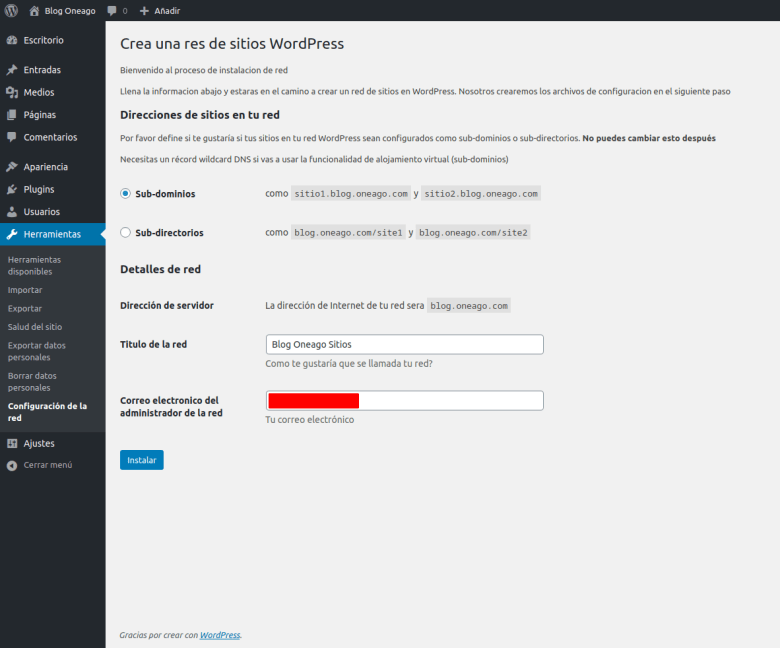 Blog Oneago 0 Añadir
Escritorio
Entradas
Medios
Páginas
Comentarios
Apariencia
Plugins
Usuarios
Herramientas
Herramientas
disponibles
Importar
Exportar
Salud del sitio
Exportar datos
personales
Borrar datos
personales
Configuración de la
red
Ajustes
Cerrar menú
Crea una res de sitios WordPress
Bienvenido al proceso de instalacion de red
Llena la informacion abajo y estaras en el camino a crear un red de sitios en WordPress. Nosotros crearemos los archivos de configuracion en el siguiente paso
Direcciones de sitios en tu red
Por favor define si te gustaría si tus sitios en tu red WordPress sean configurados como sub-dominios o sub-directorios. No puedes cambiar esto después
Necesitas un récord wildcard DNS si vas a usar la funcionalidad de alojamiento virtual (sub-dominios)
Sub-dominios como sitio1.blog.oneago.com y sitio2.blog.oneago.com
Sub-directorios como blog.oneago.com/site1 y blog.oneago.com/site2
Detalles de red
Dirección de servidor La dirección de Internet de tu red sera blog.oneago.com
Titulo de la red Blog Oneago Sitios
Como te gustaria que se llamada tu red?
Correo electronico del
administrador de la red
Tu correo electrónico
Instalar
Gracias por crear con WordPress.